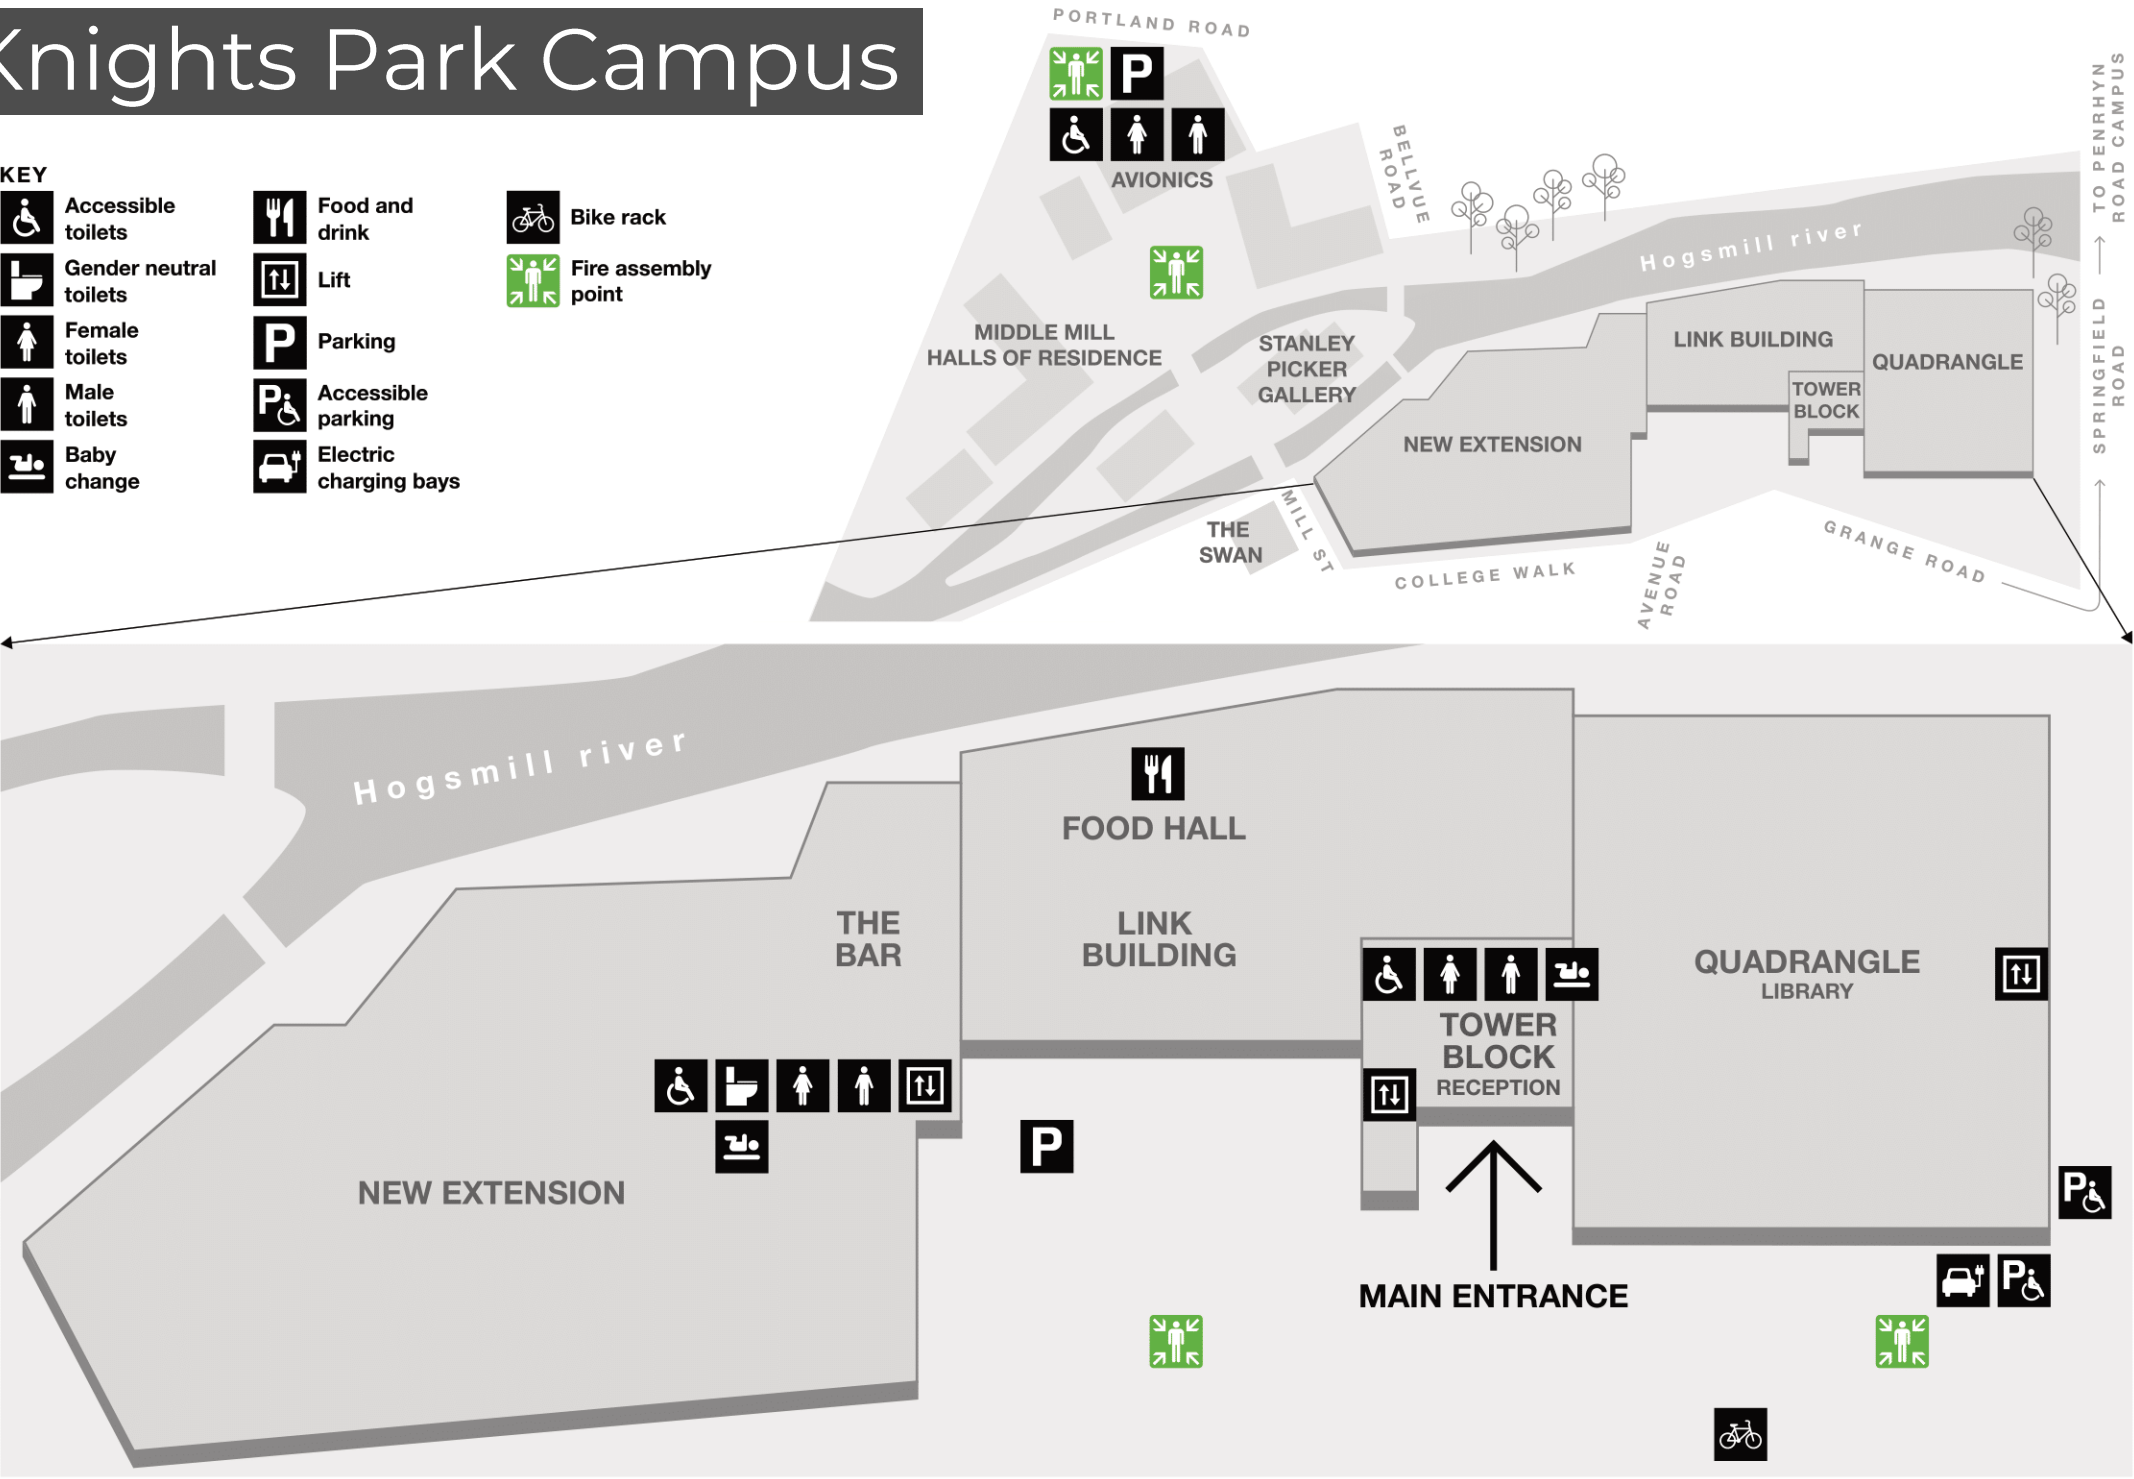 Knights Park Campus
KEY
Accessible
toilets
Gender neutral
toilets
Female
toilets
Male
toilets
Baby
change
Food and
drink
Lift
P
Parking
P
Accessible
parking
Electric
charging bays
Bike rack
Fire assembly
point
PORTLAND ROAD
P
AVIONICS
BELLVUE
ROAD
TO PENRHYN
ROAD CAMPUS
Hogsmill river
MIDDLE MILL
HALLS OF RESIDENCE
STANLEY
PICKER
GALLERY
LINK BUILDING
QUADRANGLE
TOWER
BLOCK
NEW EXTENSION
SPRINGFIELD
ROAD
THE
SWAN
MILL ST
COLLEGE WALK
AVENUE
ROAD
GRANGE ROAD
Hogsmill river
FOOD HALL
THE
BAR
LINK
BUILDING
QUADRANGLE
LIBRARY
TOWER
BLOCK
RECEPTION
P
NEW EXTENSION
P
MAIN ENTRANCE
P